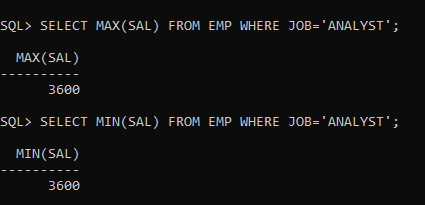 SQL> SELECT MAX(SAL) FROM EMP WHERE JOB='ANALYST';
MAX(SAL)
----------
3600
SQL> SELECT MIN(SAL) FROM EMP WHERE JOB='ANALYST';
MIN(SAL)
----------
3600